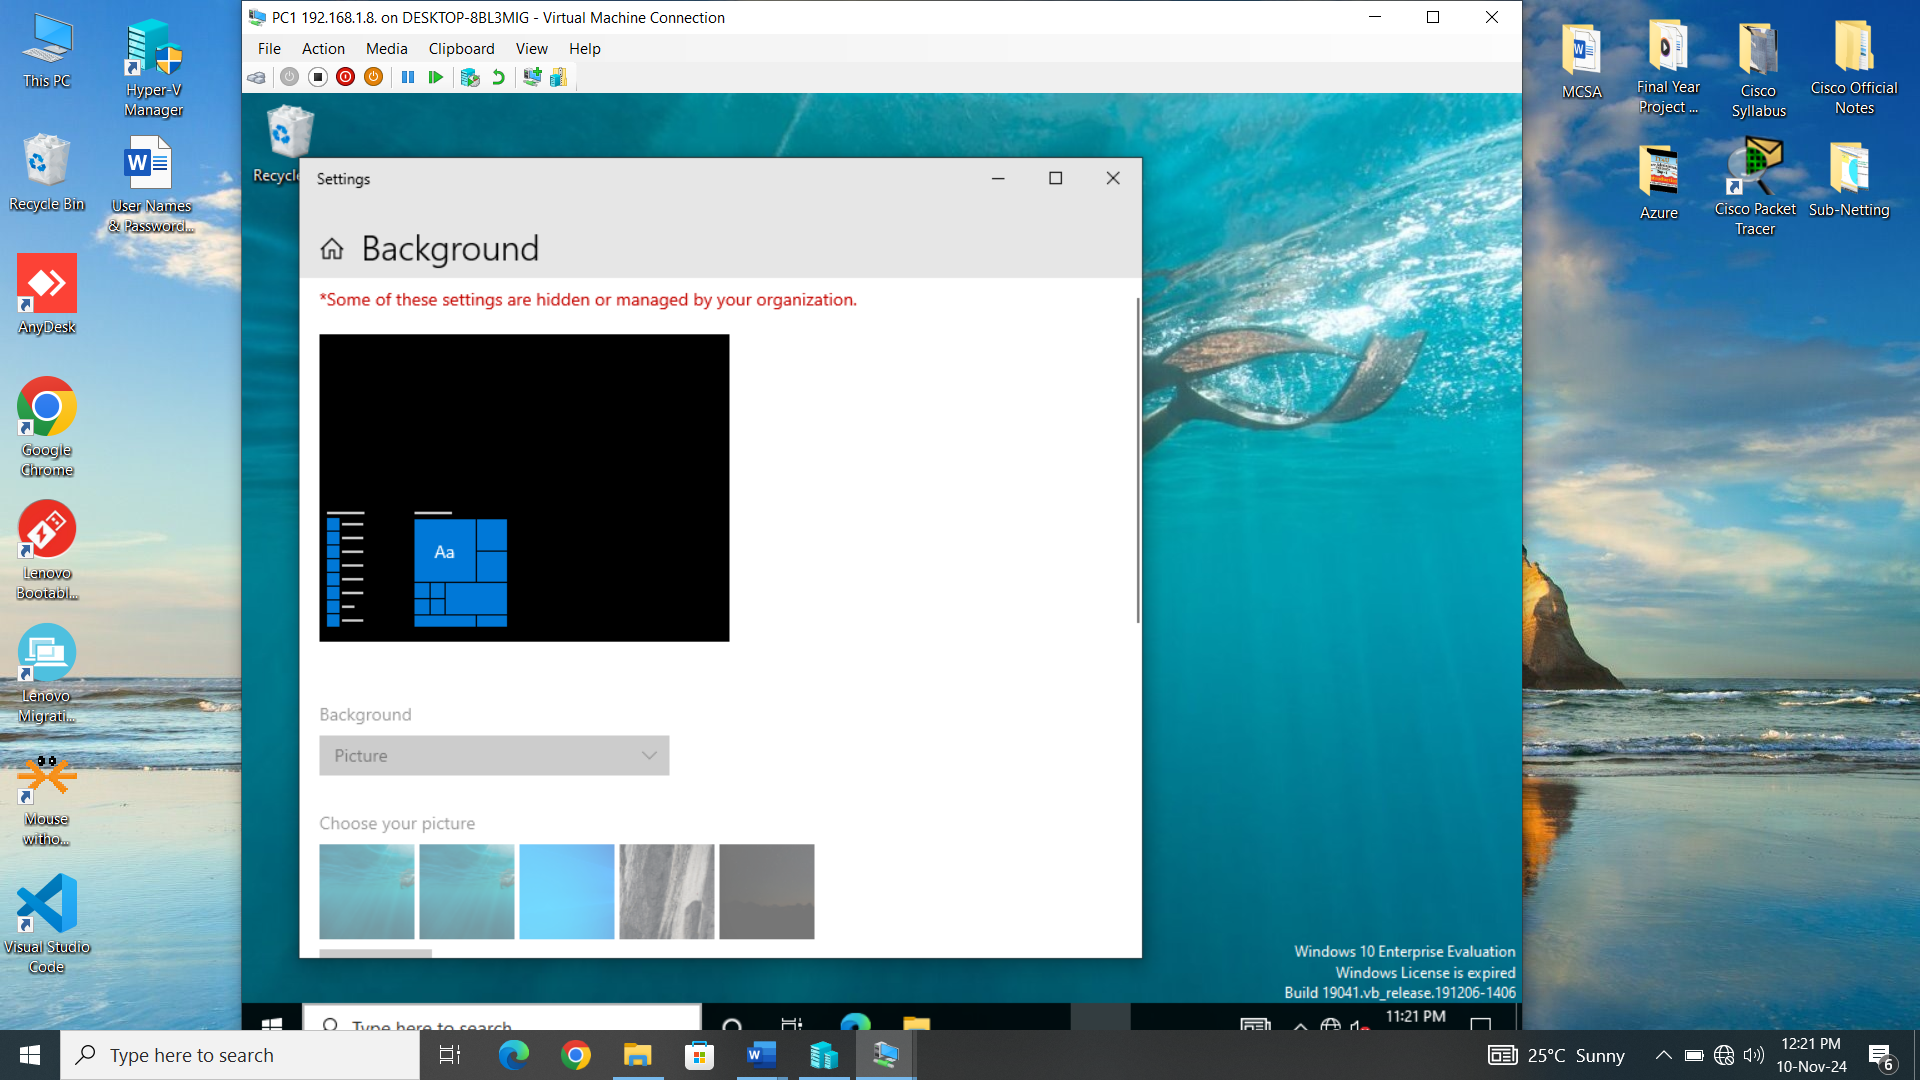 PC1 192.168.1.8. on DESKTOP-8BL3MIG - Virtual Machine Connection
File Action Media Clipboard View Help
This PC
Hyper-V
Manager
Recycle Bin
User Names
& Password...
AnyDesk
Google
Chrome
Lenovo
Bootabl...
Lenovo
Migrati...
Mouse
witho...
Visual Studio
Code
MCSA
Final Year
Project ...
Cisco
Syllabus
Cisco Official
Notes
Azure
Cisco Packet
Tracer
Sub-Netting
Settings
Background
*Some of these settings are hidden or managed by your organization.
Aa
Background
Picture
Choose your picture
Windows 10 Enterprise Evaluation
Windows License is expired
Build 19041.vb_release.191206-1406
Type here to search
11:21 PM
Type here to search
25°C Sunny
12:21 PM
10-Nov-24
6